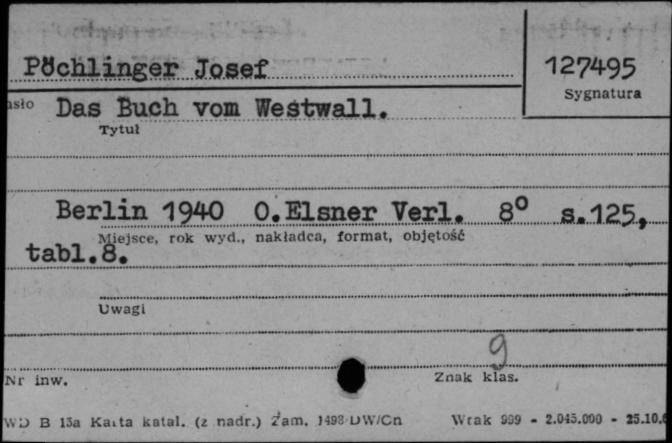 Pöchlinger Josef
127495
Sygnatura
Das Buch vom Westwall.
Tytuł
Berlin 1940 O.Elsner Verl. 8° s.125,
Miejsce, rok wyd., nakładca, format, objętość
tabl.8.
Uwagi
9
Nr inw.
Znak klas.
WD B 13a Karta katal. (z nadr.) Zam. 1498 DW/Cn Wrak 999 - 2.045.000 - 25.10,